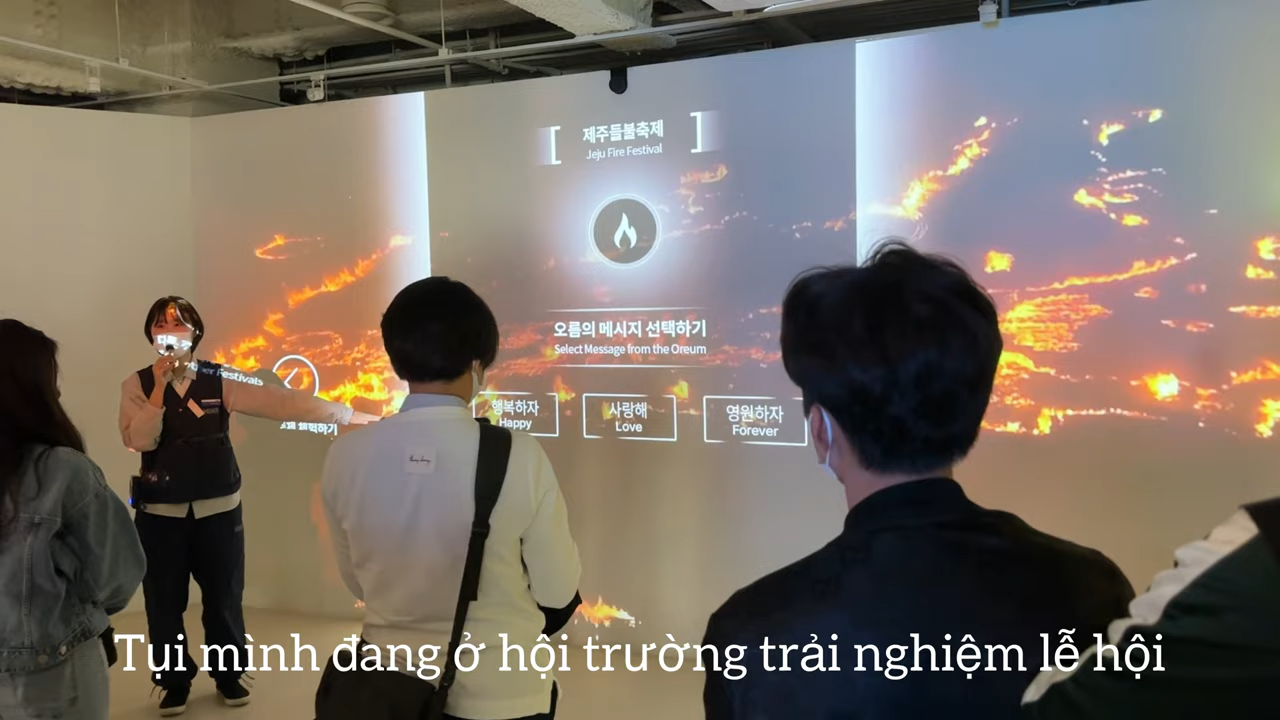 제주들불축제
Jeju Fire Festival
오름의 메시지 선택하기
Select Message from the Oreum
행복하자
Happy
사랑해
Love
영원하자
Forever
Festivals
Tụi mình đang ở hội trường trải nghiệm lễ hội